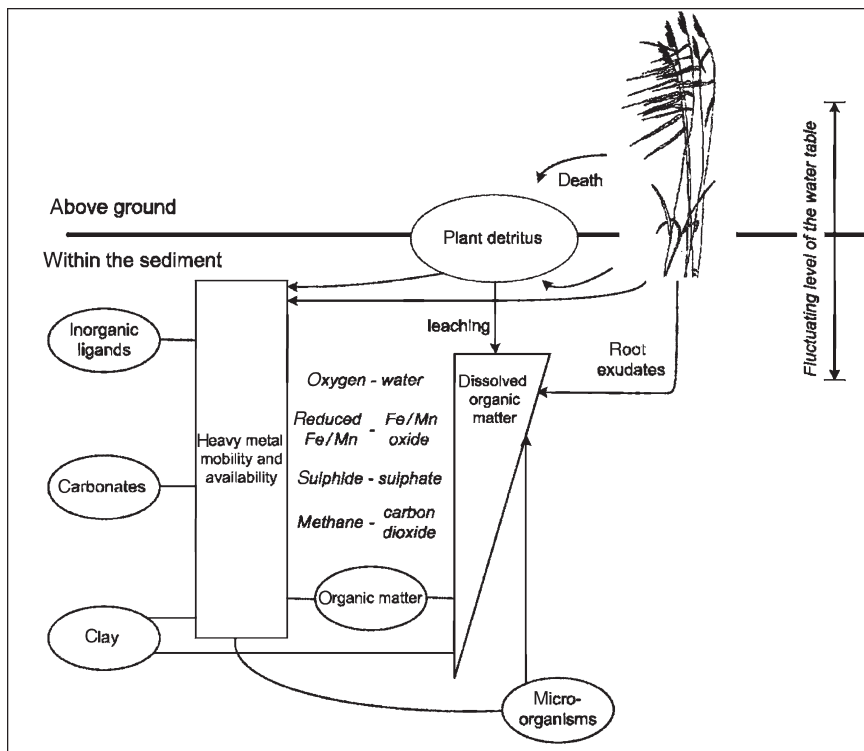 Death
Above ground
Plant detritus
Within the sediment
Fluctuating level of the water table
Inorganic
ligands
leaching
Root
exudates
Oxygen - water
Dissolved
organic
matter
Reduced - Fe/Mn
Fe/Mn oxide
Heavy metal
mobility and
availability
Carbonates
Sulphide - sulphate
Methane - carbon
dioxide
Organic matter
Clay
Micro-
organisms